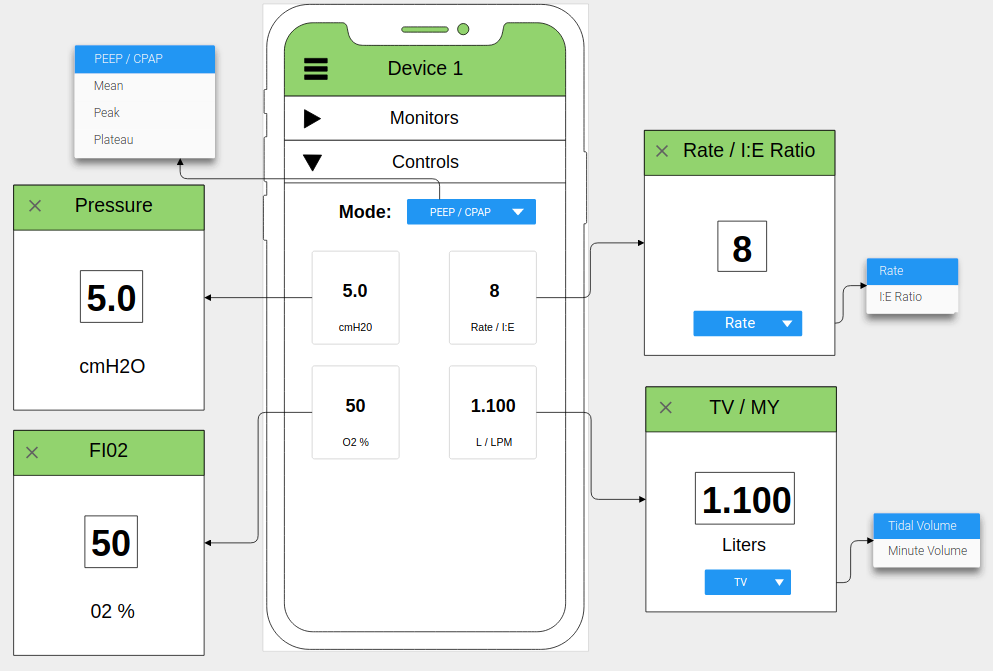 PEEP / CPAP
Mean
Peak
Plateau
Pressure
5.0
cmH2O
FI02
50
02 %
Device 1
Monitors
Controls
Mode:
PEEP / CPAP
5.0
cmH20
8
Rate / I:E
50
O2 %
1.100
L / LPM
Rate / I:E Ratio
8
Rate
Rate
I:E Ratio
TV / MY
1.100
Liters
TV
Tidal Volume
Minute Volume